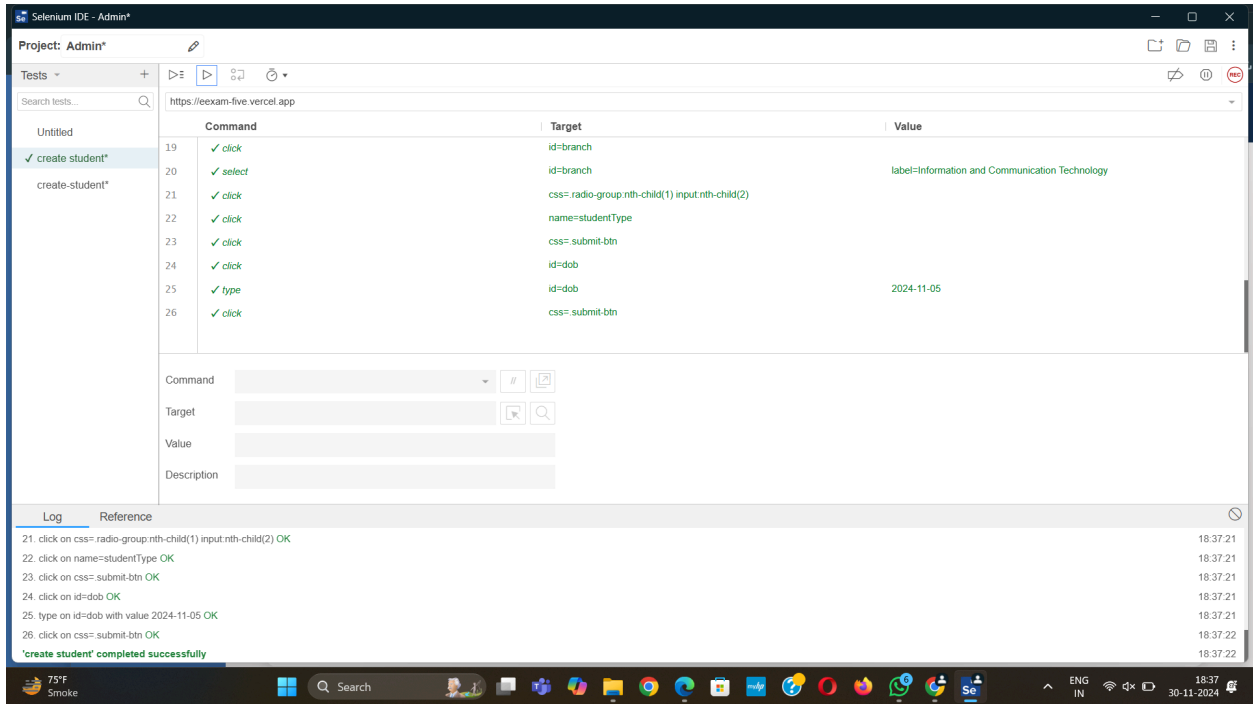 Selenium IDE - Admin*
Project: Admin*
Tests
Search tests...
Untitled
✓ create student*
create-student*
https://eexam-five.vercel.app
REC
Command Target Value
19 ✓ click id=branch
20 ✓ select id=branch label=Information and Communication Technology
21 ✓ click css=.radio-group:nth-child(1) input:nth-child(2)
22 ✓ click name=studentType
23 ✓ click css=.submit-btn
24 ✓ click id=dob
25 ✓ type id=dob 2024-11-05
26 ✓ click css=.submit-btn
Command //
Target
Value
Description
Log Reference
21. click on css=.radio-group:nth-child(1) input:nth-child(2) OK 18:37:21
22. click on name=studentType OK 18:37:21
23. click on css=.submit-btn OK 18:37:21
24. click on id=dob OK 18:37:21
25. type on id=dob with value 2024-11-05 OK 18:37:21
26. click on css=.submit-btn OK 18:37:22
'create student' completed successfully 18:37:22
75°F
Smoke
Search
myhp
6
Se
ENG
IN
18:37
30-11-2024